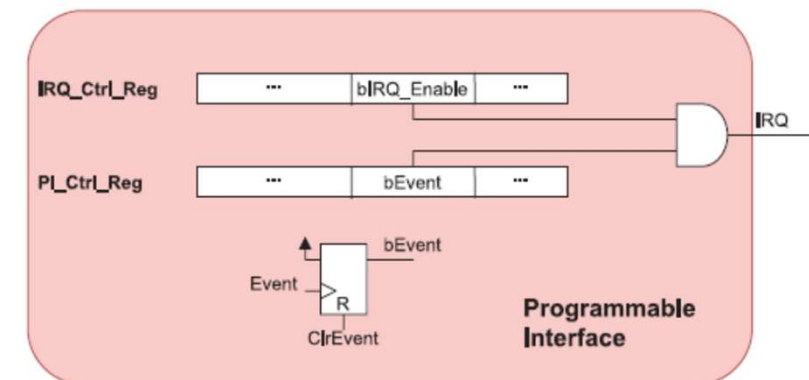 IRQ_Ctrl_Reg ... bIRQ_Enable ...
IRQ
PI_Ctrl_Reg ... bEvent ...
bEvent
Event
R
ClrEvent
Programmable
Interface